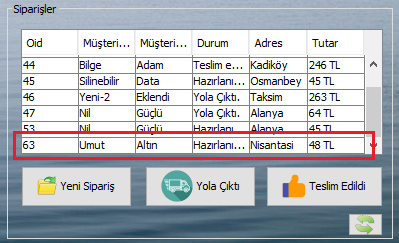 Siparişler
Oid Müşteri... Müşteri... Durum Adres Tutar
44 Bilge Adam Teslim e... Kadiköy 246 TL
45 Silinebilir Data Hazırlanı... Osmanbey 45 TL
46 Yeni-2 Eklendi Yola Çıktı. Taksim 263 TL
47 Nil Güçlü Yola Çıktı. Alanya 64 TL
53 Nil Güçlü Hazırlanı... Alanya 45 TL
63 Umut Altın Hazırlanı... Nisantasi 48 TL
Yeni Sipariş Yola Çıktı Teslim Edildi